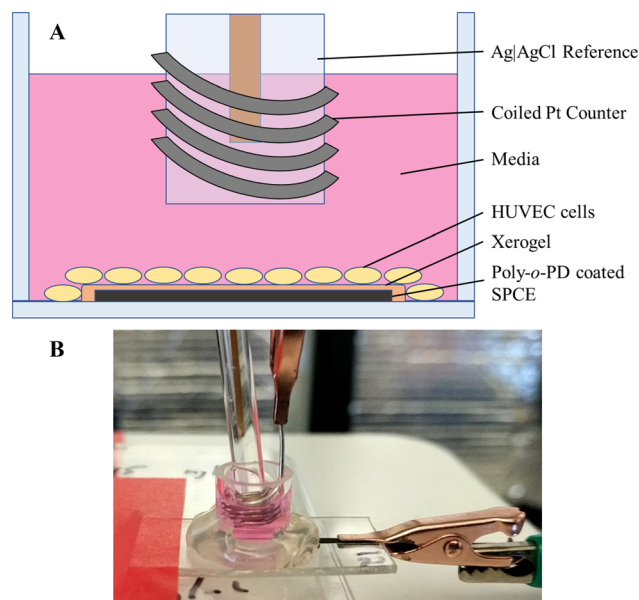 A
Ag|AgCl Reference
Coiled Pt Counter
Media
HUVEC cells
Xerogel
Poly-o-PD coated
SPCE
B